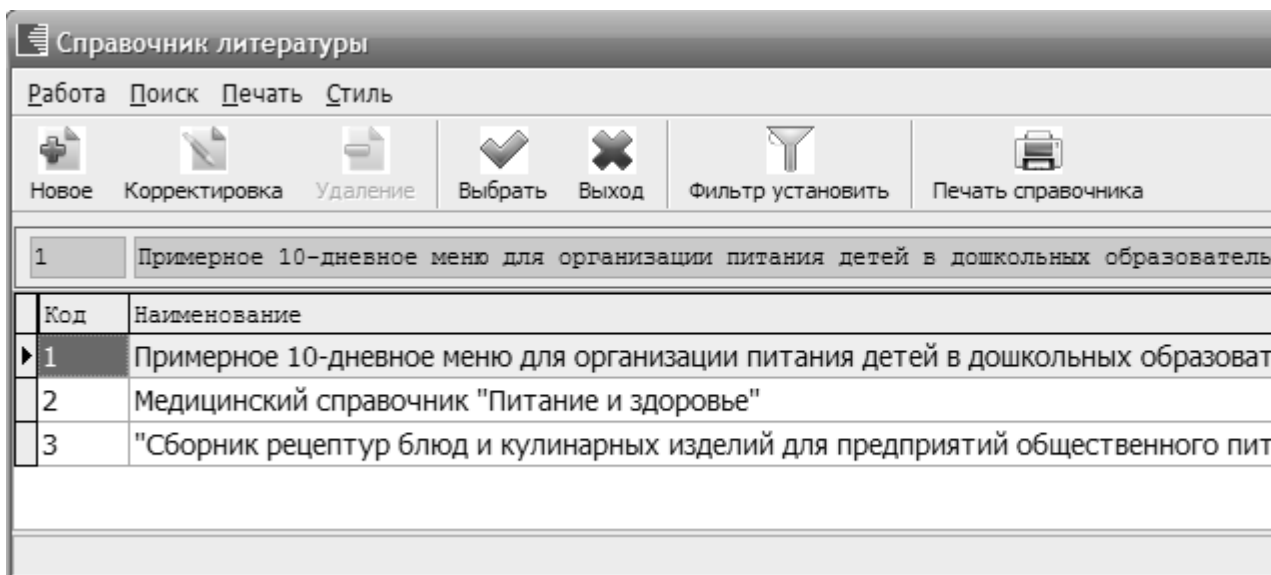 Справочник литературы
Работа Поиск Печать Стиль
Новое Корректировка Удаление Выбрать Выход Фильтр установить Печать справочника
1 Примерное 10-дневное меню для организации питания детей в дошкольных образователь
Код Наименование
1 Примерное 10-дневное меню для организации питания детей в дошкольных образоват
2 Медицинский справочник "Питание и здоровье"
3 "Сборник рецептур блюд и кулинарных изделий для предприятий общественного пит